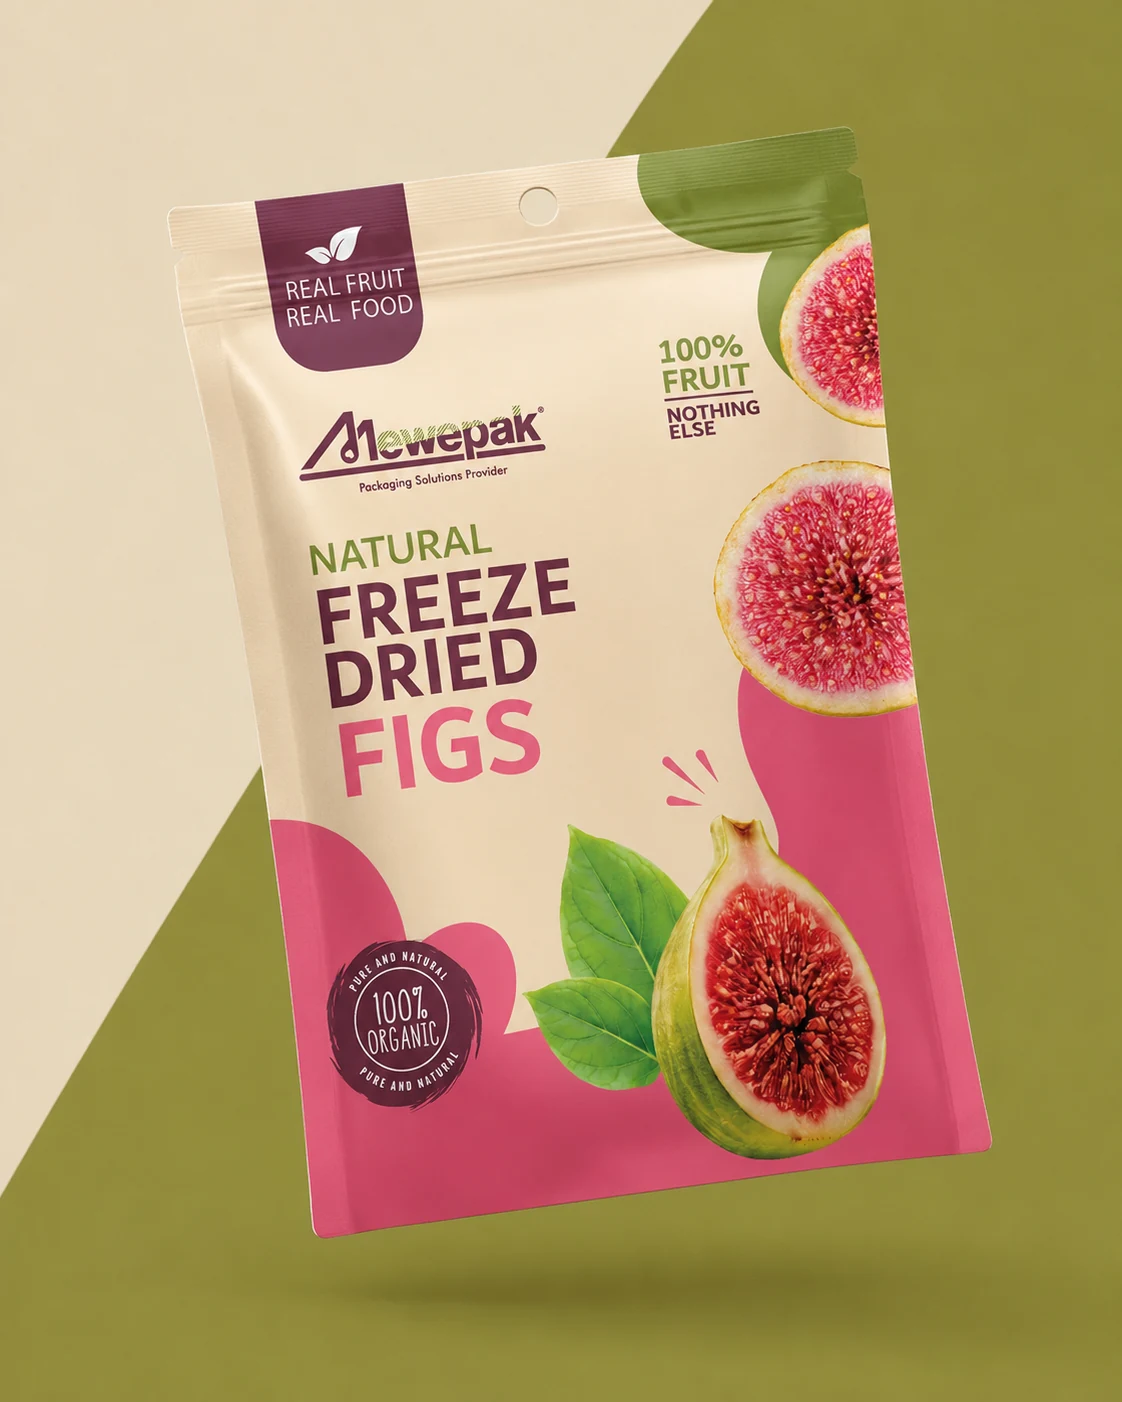 REAL FRUIT
REAL FOOD
100%
FRUIT
NOTHING
ELSE
Mewepak®
Packaging Solutions Provider
NATURAL
FREEZE
DRIED
FIGS
PURE AND NATURAL
100%
ORGANIC
PURE AND NATURAL